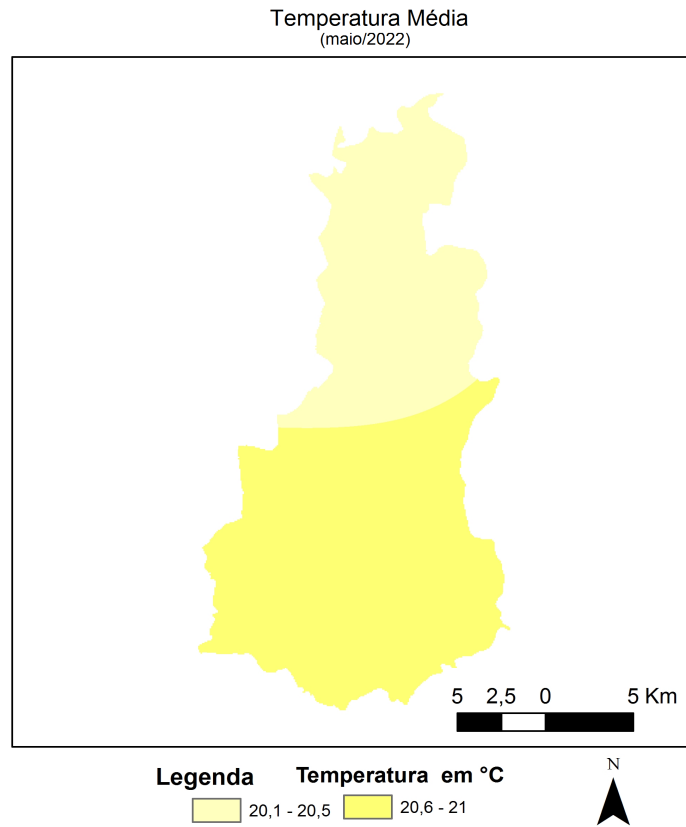 Temperatura Média
(maio/2022)
5 2,5 0 5 Km
Legenda Temperatura em °C
20,1 - 20,5 20,6 - 21
N